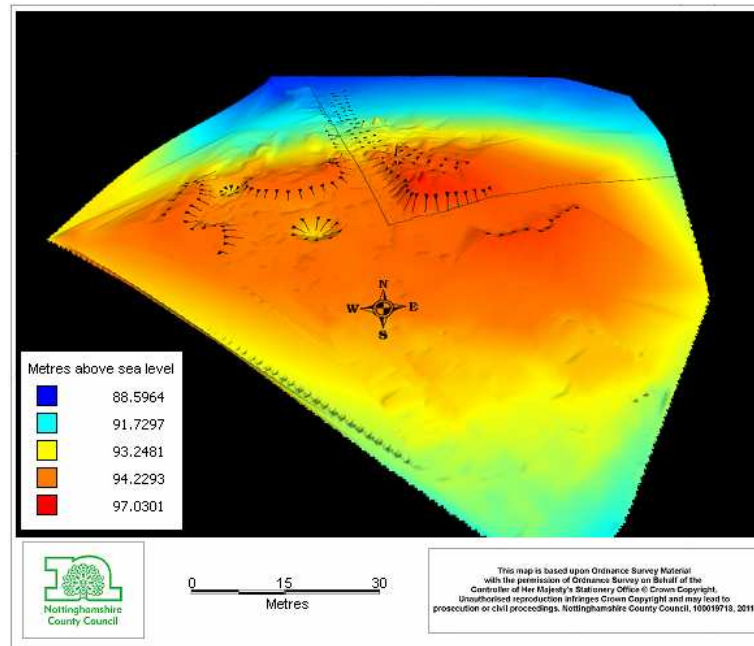 N
W E
S
Metres above sea level
88.5964
91.7297
93.2481
94.2293
97.0301
Nottinghamshire
County Council
0 15 30
Metres
This map is based upon Ordnance Survey Material
with the permission of Ordnance Survey on Behalf of the
Controller of Her Majesty's Stationery Office © Crown Copyright.
Unauthorised reproduction infringes Crown Copyright and may lead to
prosecution or civil proceedings. Nottinghamshire County Council, 100019713, 2011